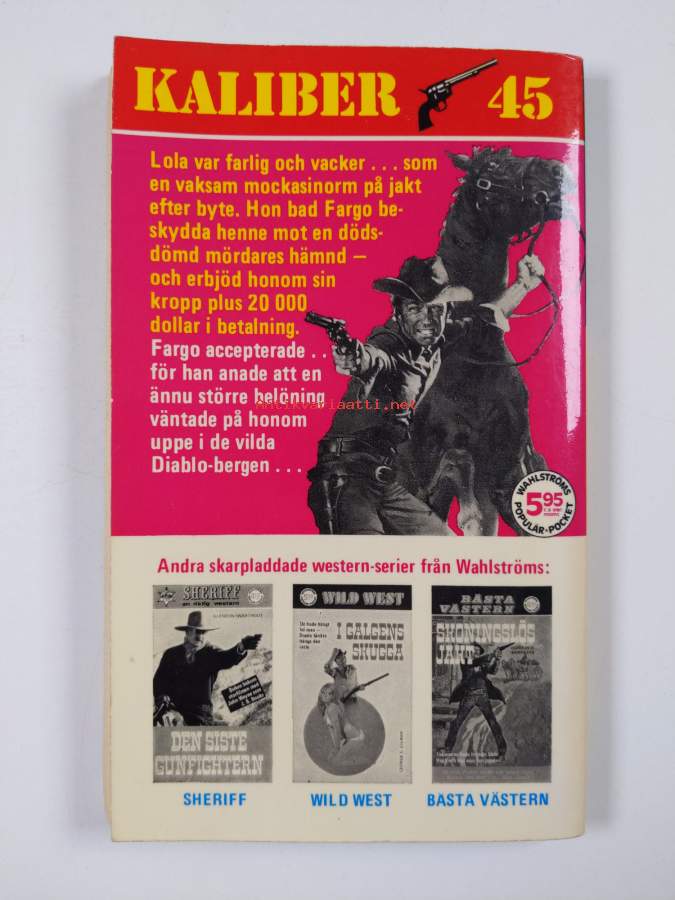 KALIBER 45
Lola var farlig och vacker . . . som
en vaksam mockasinorm på jakt
efter byte. Hon bad Fargo be-
skydda henne mot en döds-
dömd mördares hämnd —
och erbjöd honom sin
kropp plus 20 000
dollar i betalning.
Fargo accepterade . .
för han anade att en
ännu större belöning
Antikvariaatti.net
väntade på honom
uppe i de vilda
Diablo-bergen . . .
WAHLSTRÖMS
5.95
POPULÄR-POCKET
Andra skarpladdade western-serier från Wahlströms:
SHERIFF
en riktig western
DEN SISTE
GUNFIGHTERN
WILD WEST
I GALGENS
SKUGGA
BÄSTA
VÄSTERN
SKONINGSLÖS
JAKT
SHERIFF
WILD WEST
BÄSTA VÄSTERN